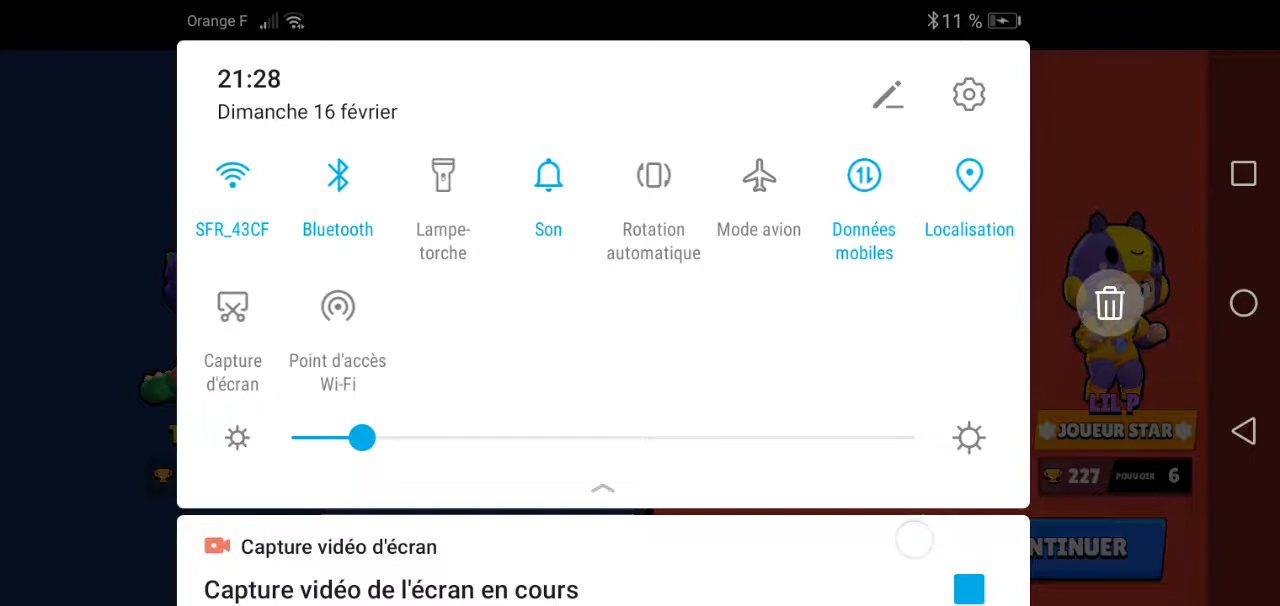 Orange F
11 %
21:28
Dimanche 16 février
SFR_43CF
Bluetooth
Lampe-
torche
Son
Rotation
automatique
Mode avion
Données
mobiles
Localisation
Capture
d'écran
Point d'accès
Wi-Fi
LIL P
JOUEUR STAR
227
POUVOIR 6
NTINUER
Capture vidéo d'écran
Capture vidéo de l'écran en cours